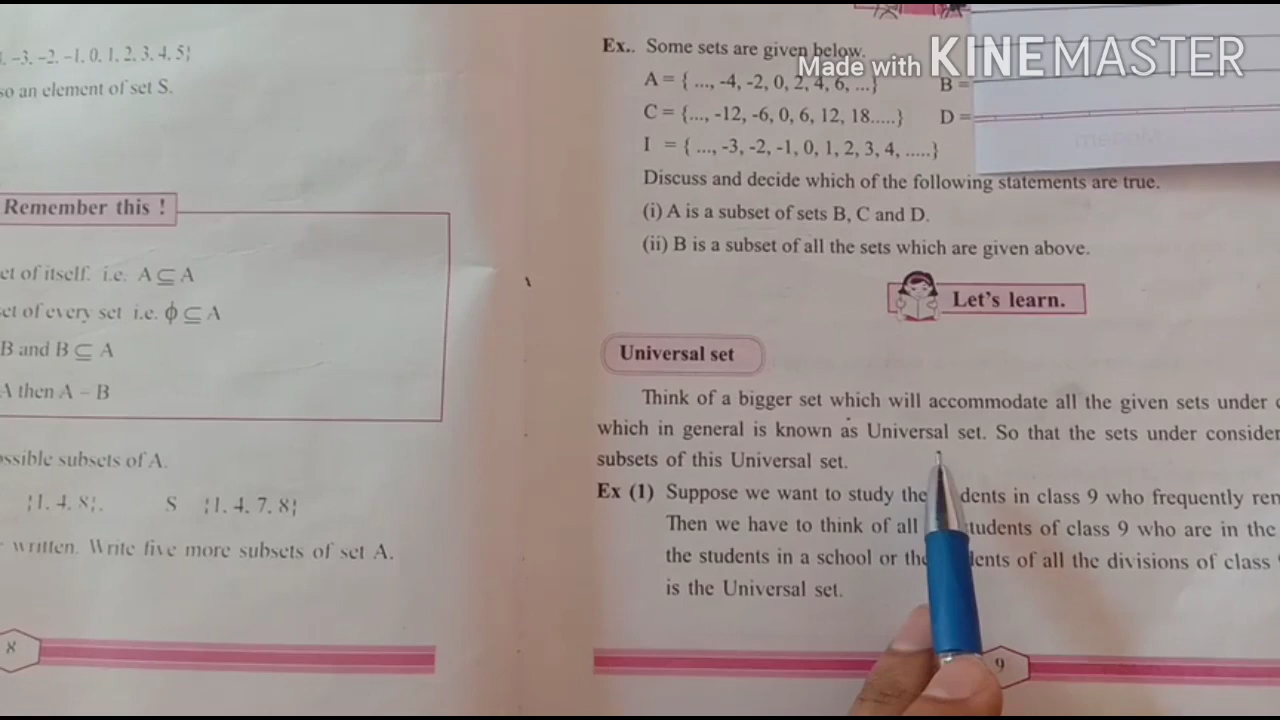 -3, -2, -1, 0, 1, 2, 3, 4, 5}
so an element of set S.
Remember this !
et of itself. i.e. A ⊆ A
set of every set i.e. ϕ ⊆ A
B and B ⊆ A
A then A - B
ossible subsets of A.
{1, 4, 8}, S {1, 4, 7, 8}
written. Write five more subsets of set A.
8
Made with KINEMASTER
Ex.. Some sets are given below.
A = { ..., -4, -2, 0, 2, 4, 6, ...} B =
C = {..., -12, -6, 0, 6, 12, 18.....} D =
I = { ..., -3, -2, -1, 0, 1, 2, 3, 4, .....}
Discuss and decide which of the following statements are true.
(i) A is a subset of sets B, C and D.
(ii) B is a subset of all the sets which are given above.
Let's learn.
Universal set
Think of a bigger set which will accommodate all the given sets under
which in general is known as Universal set. So that the sets under consider
subsets of this Universal set.
Ex (1) Suppose we want to study the dents in class 9 who frequently
Then we have to think of all tudents of class 9 who are in the
the students in a school or the ents of all the divisions of class
is the Universal set.
9